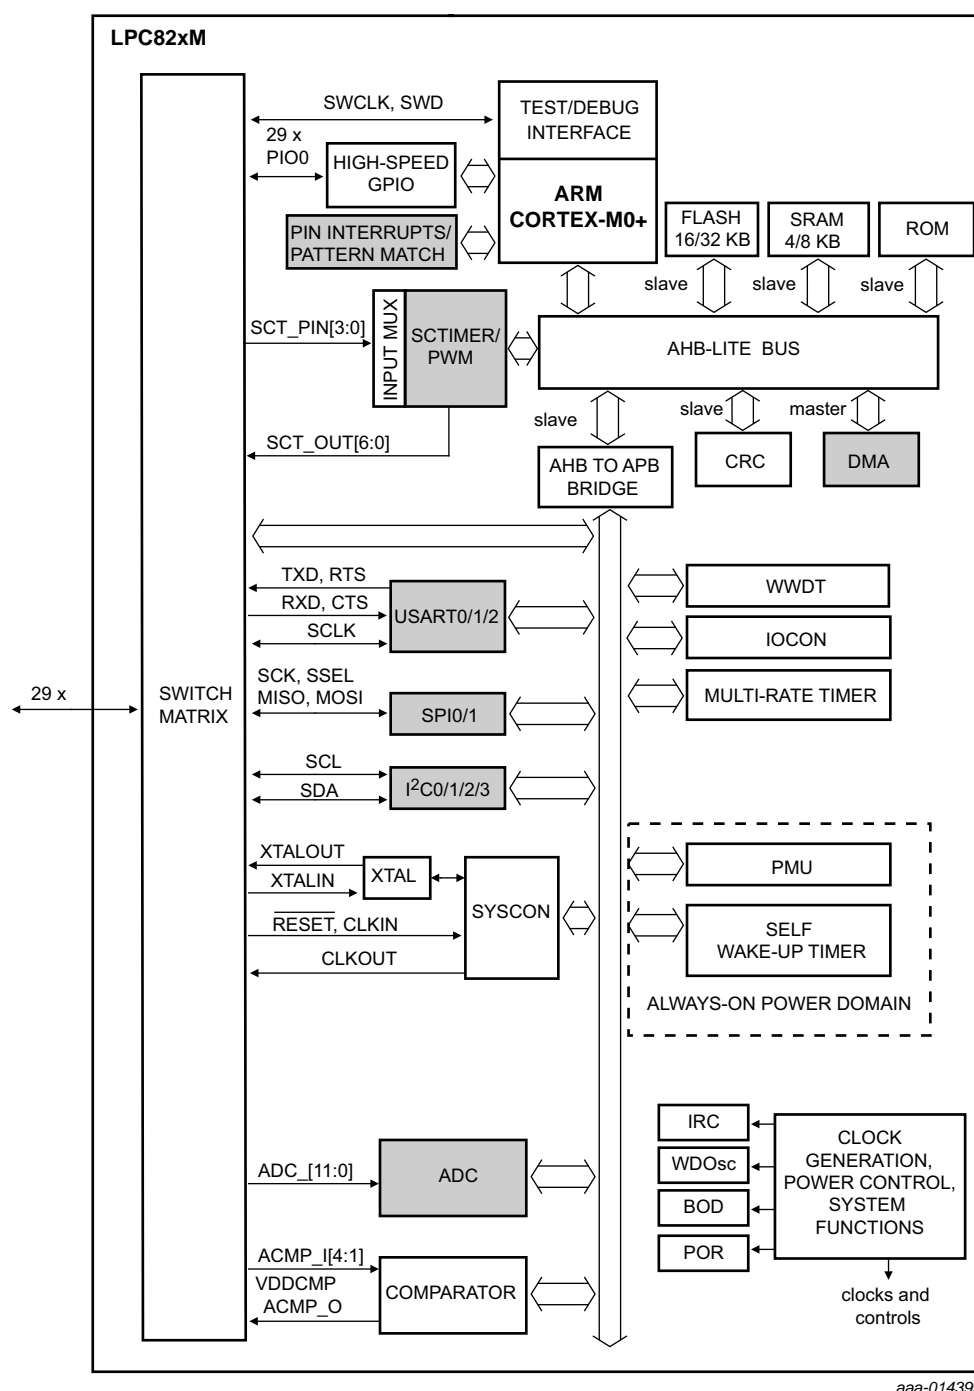 LPC82xM
SWCLK, SWD
TEST/DEBUG
INTERFACE
29 x
PIO0
HIGH-SPEED
GPIO
ARM
CORTEX-M0+
PIN INTERRUPTS/
PATTERN MATCH
FLASH
16/32 KB
SRAM
4/8 KB
ROM
slave
slave
slave
SCT_PIN[3:0]
INPUT MUX
SCTIMER/
PWM
AHB-LITE BUS
slave
slave
master
SCT_OUT[6:0]
AHB TO APB
BRIDGE
CRC
DMA
TXD, RTS
RXD, CTS
SCLK
USART0/1/2
WWDT
IOCON
29 x
SWITCH
MATRIX
SCK, SSEL
MISO, MOSI
SPI0/1
MULTI-RATE TIMER
SCL
SDA
I²C0/1/2/3
XTALOUT
XTALIN
XTAL
SYSCON
RESET, CLKIN
CLKOUT
PMU
SELF
WAKE-UP TIMER
ALWAYS-ON POWER DOMAIN
IRC
WDOsc
BOD
POR
CLOCK
GENERATION,
POWER CONTROL,
SYSTEM
FUNCTIONS
ADC_[11:0]
ADC
ACMP_I[4:1]
VDDCMP
ACMP_O
COMPARATOR
clocks and
controls
aaa-01439